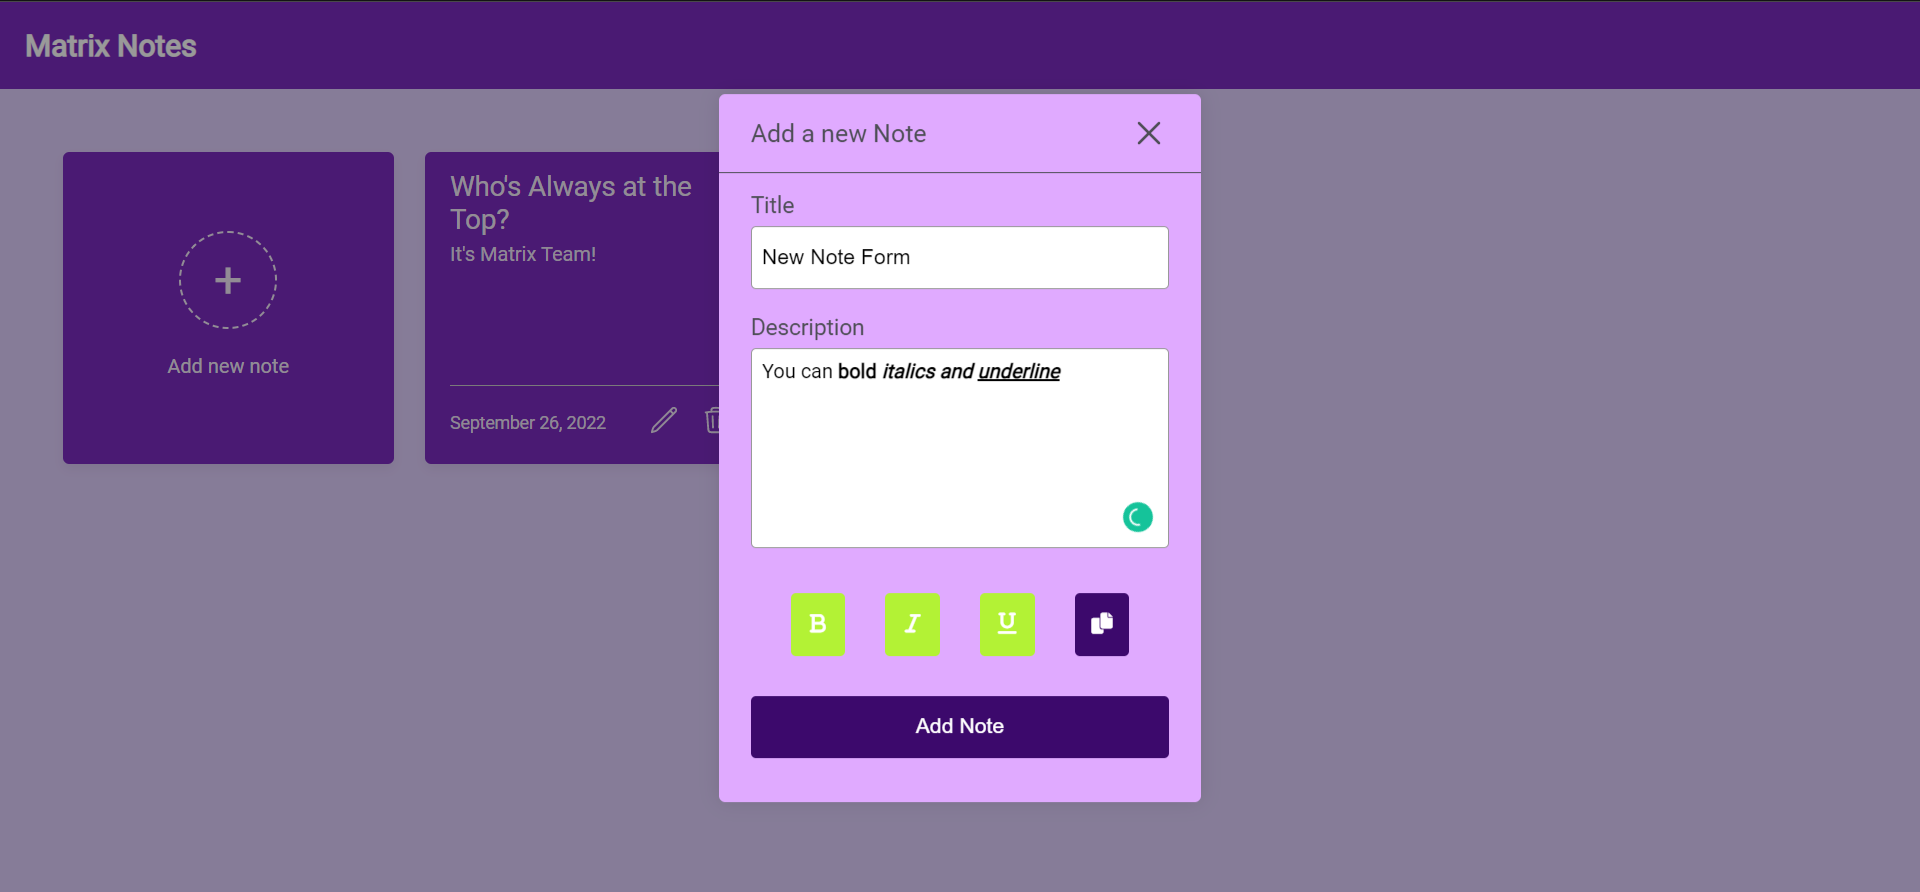 Matrix Notes
Add new note
Who's Always at the
Top?
It's Matrix Team!
September 26, 2022
Add a new Note
Title
New Note Form
Description
You can bold italics and underline
B I U
Add Note